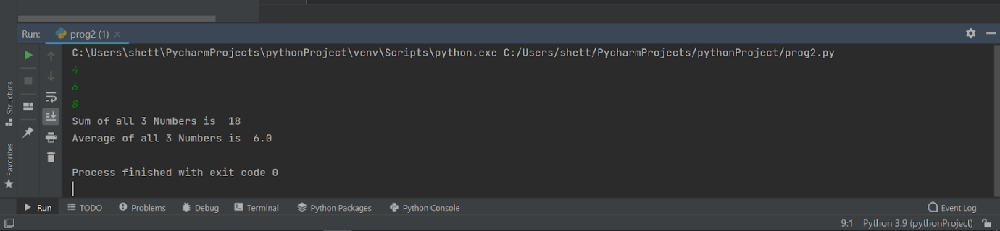 Run:
prog2 (1)
C:\Users\shett\PycharmProjects\pythonProject\venv\Scripts\python.exe C:/Users/shett/PycharmProjects/pythonProject/prog2.py
4
6
8
Sum of all 3 Numbers is  18
Average of all 3 Numbers is  6.0
Process finished with exit code 0
Structure
Favorites
Run TODO Problems Debug Terminal Python Packages Python Console Event Log
9:1 Python 3.9 (pythonProject)